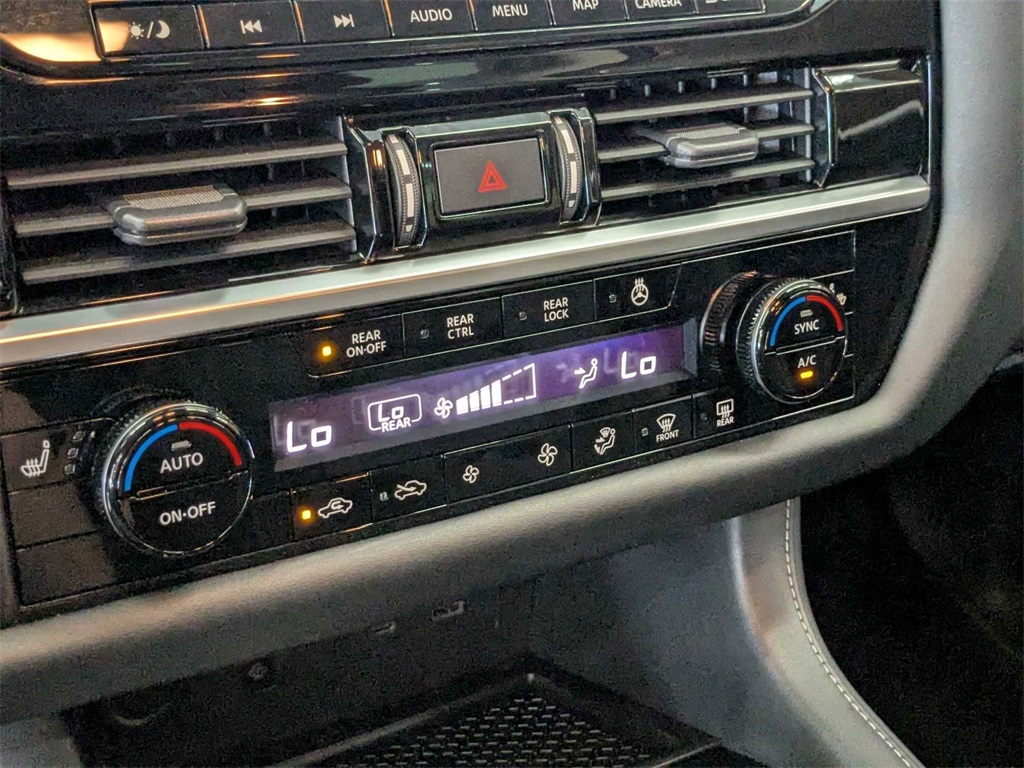 AUDIO
MENU
MAP
CAMERA
REAR
ON·OFF
REAR
CTRL
REAR
LOCK
SYNC
A/C
Lo
Lo
REAR
Lo
AUTO
ON·OFF
FRONT
REAR